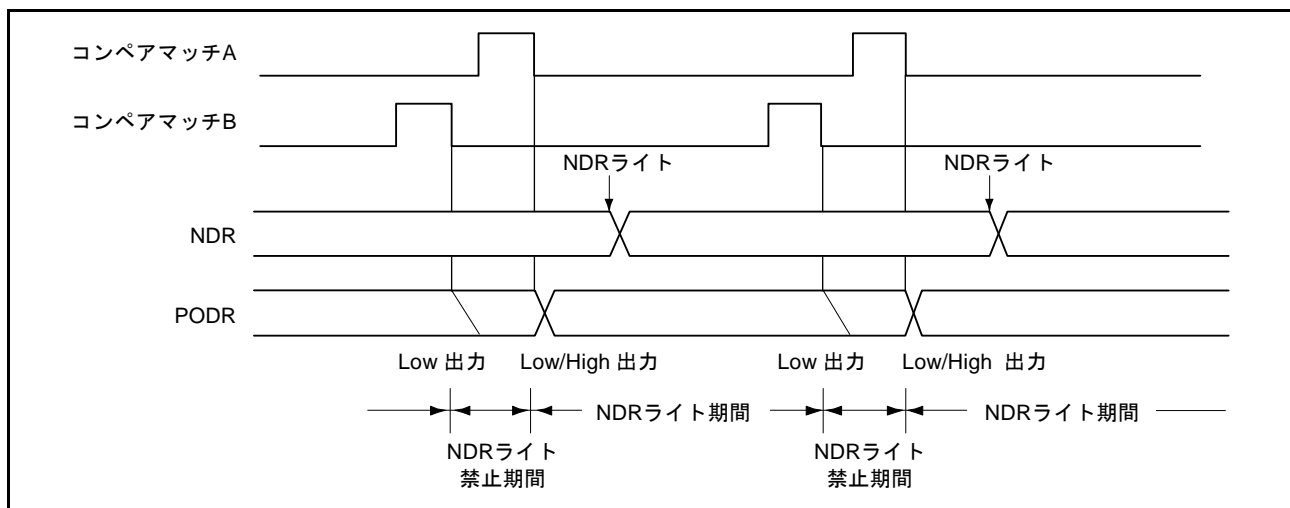 コンペアマッチA
コンペアマッチB
NDRライト NDRライト
NDR
PODR
Low 出力 Low/High 出力 Low 出力 Low/High 出力
NDRライト期間 NDRライト期間
NDRライト NDRライト
禁止期間 禁止期間